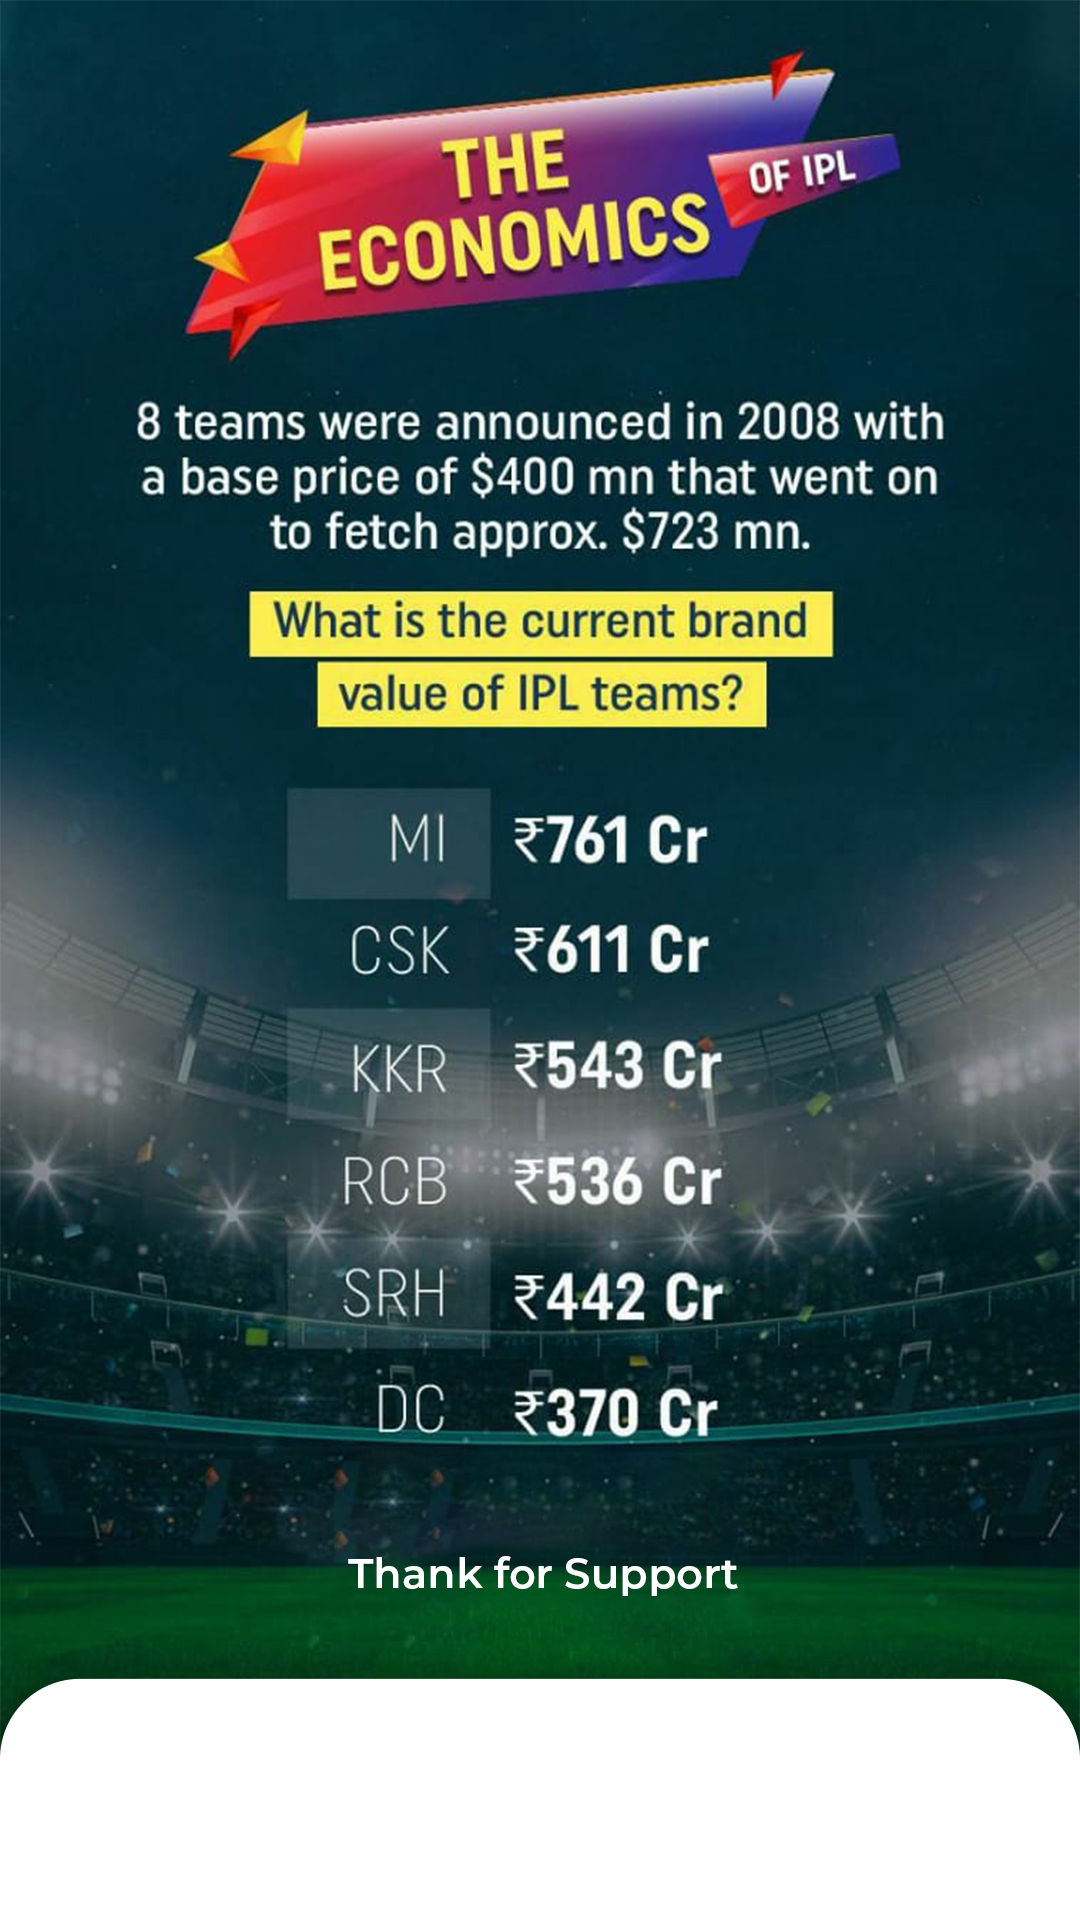 THE
ECONOMICS
OF IPL
8 teams were announced in 2008 with
a base price of $400 mn that went on
to fetch approx. $723 mn.
What is the current brand
value of IPL teams?
MI ₹761 Cr
CSK ₹611 Cr
KKR ₹543 Cr
RCB ₹536 Cr
SRH ₹442 Cr
DC ₹370 Cr
Thank for Support